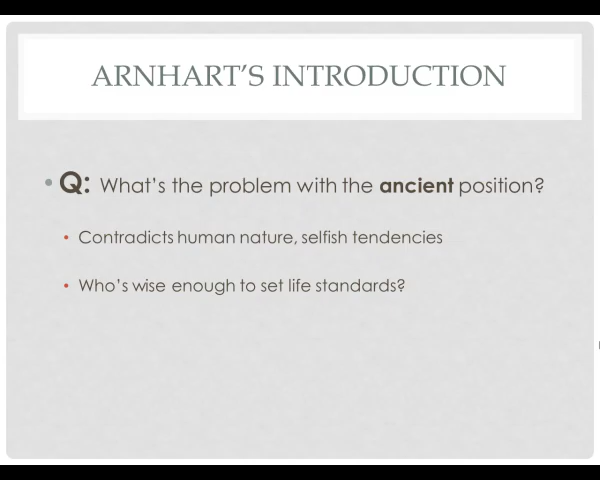 ARNHART'S INTRODUCTION
• Q: What's the problem with the ancient position?
• Contradicts human nature, selfish tendencies
• Who's wise enough to set life standards?